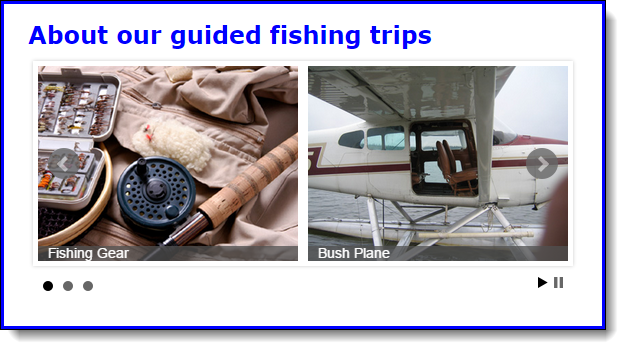 About our guided fishing trips
Fishing Gear
Bush Plane